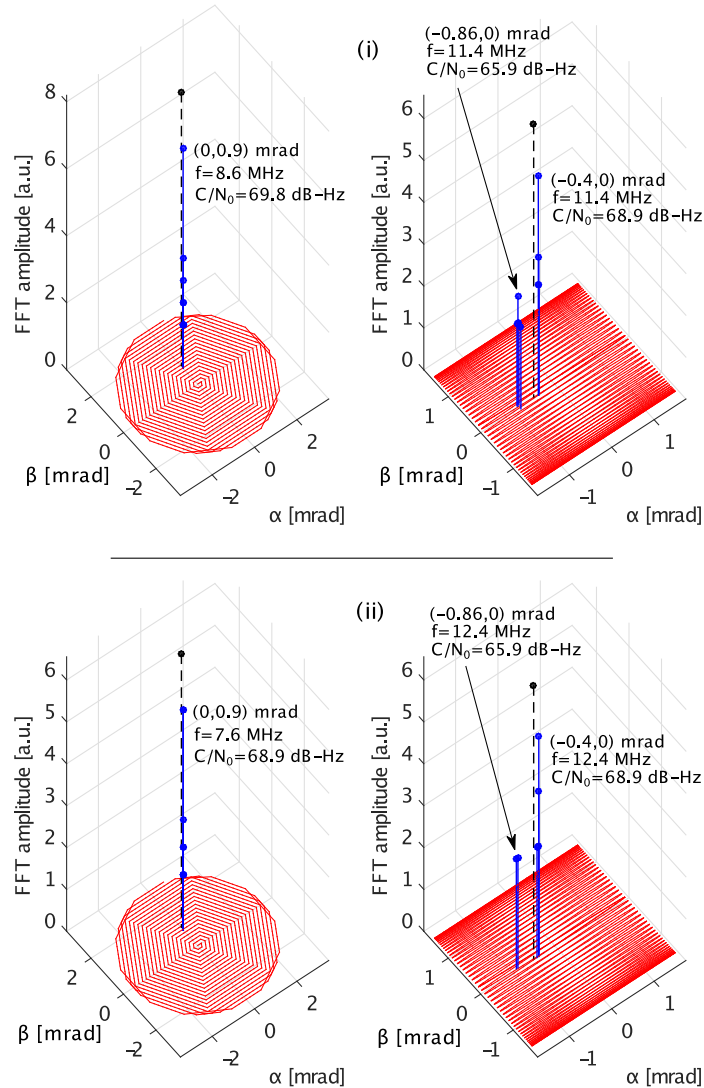 (i)
8
6
4
2
0
FFT amplitude [a.u.]
(0,0.9) mrad
f=8.6 MHz
C/N₀=69.8 dB–Hz
2
0
−2
β [mrad]
−2
0
2
α [mrad]
(−0.86,0) mrad
f=11.4 MHz
C/N₀=65.9 dB–Hz
6
5
4
3
2
1
0
FFT amplitude [a.u.]
(−0.4,0) mrad
f=11.4 MHz
C/N₀=68.9 dB–Hz
1
0
−1
β [mrad]
−1
0
1
α [mrad]
(ii)
6
5
4
3
2
1
0
FFT amplitude [a.u.]
(0,0.9) mrad
f=7.6 MHz
C/N₀=68.9 dB–Hz
2
0
−2
β [mrad]
−2
0
2
α [mrad]
(−0.86,0) mrad
f=12.4 MHz
C/N₀=65.9 dB–Hz
6
5
4
3
2
1
0
FFT amplitude [a.u.]
(−0.4,0) mrad
f=12.4 MHz
C/N₀=68.9 dB–Hz
1
0
−1
β [mrad]
−1
0
1
α [mrad]